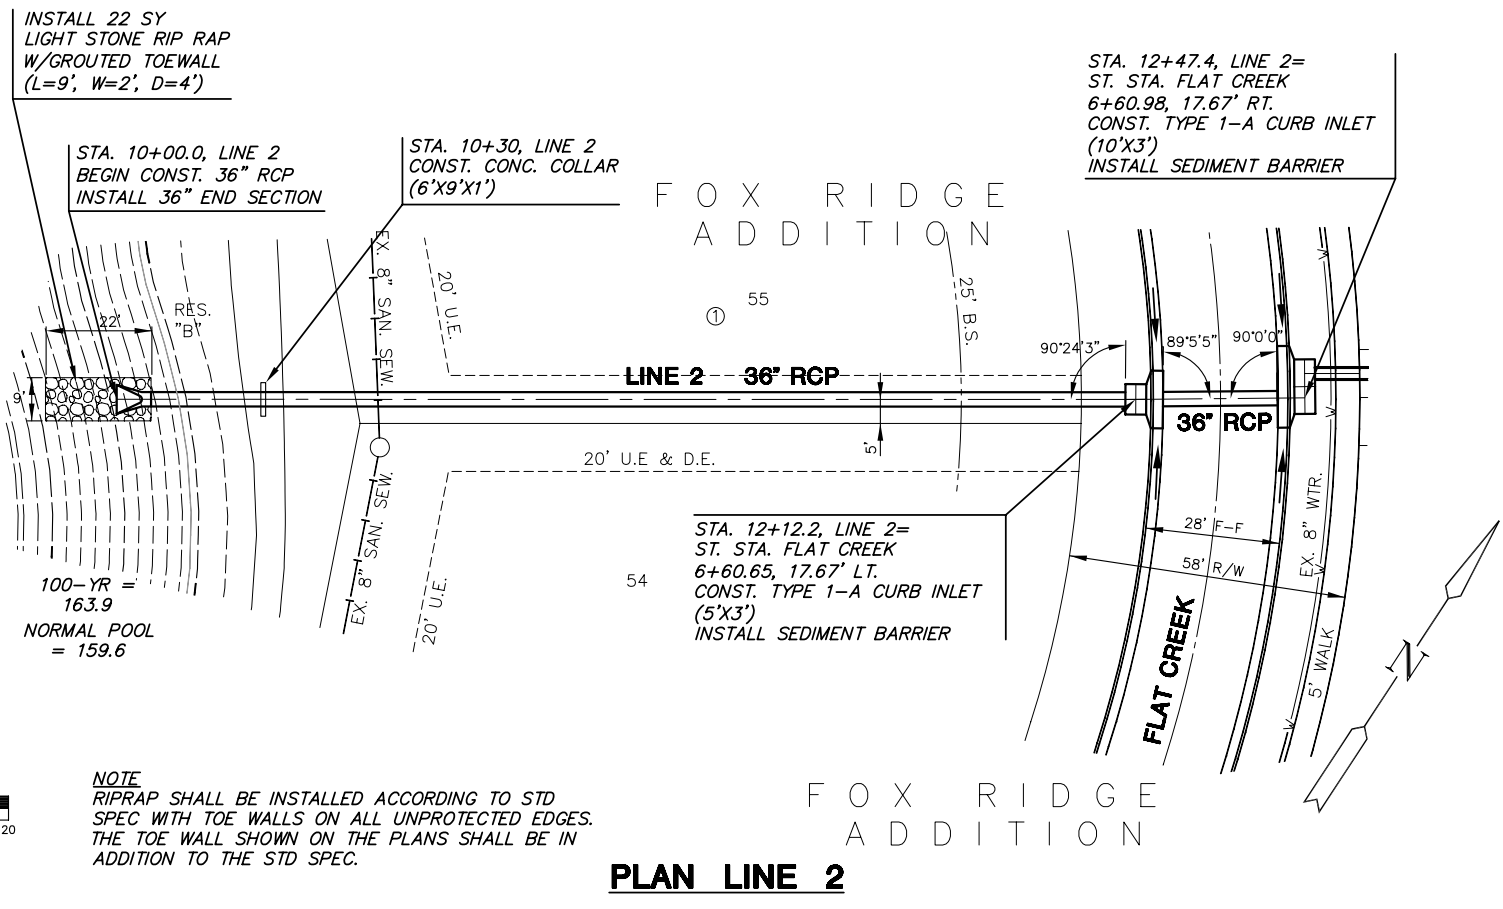 INSTALL 22 SY
LIGHT STONE RIP RAP
W/GROUTED TOEWALL
(L=9', W=2', D=4')
STA. 10+00.0, LINE 2
BEGIN CONST. 36" RCP
INSTALL 36" END SECTION
STA. 10+30, LINE 2
CONST. CONC. COLLAR
(6'X9'X1')
STA. 12+47.4, LINE 2=
ST. STA. FLAT CREEK
6+60.98, 17.67' RT.
CONST. TYPE 1-A CURB INLET
(10'X3')
INSTALL SEDIMENT BARRIER
FOX RIDGE
ADDITION
EX. 8" SAN. SEW.
20' U.E.
25' B.S.
RES.
"B"
22'
9'
1
55
90°24'3"
89°5'5"
90°0'0"
LINE 2 36" RCP
36" RCP
5'
20' U.E & D.E.
EX. 8" SAN. SEW.
20' U.E.
54
STA. 12+12.2, LINE 2=
ST. STA. FLAT CREEK
6+60.65, 17.67' LT.
CONST. TYPE 1-A CURB INLET
(5'X3')
INSTALL SEDIMENT BARRIER
28' F-F
58' R/W
FLAT CREEK
EX. 8" WTR.
5' WALK
W
W
W
W
N
100-YR =
163.9
NORMAL POOL
= 159.6
20
NOTE
RIPRAP SHALL BE INSTALLED ACCORDING TO STD
SPEC WITH TOE WALLS ON ALL UNPROTECTED EDGES.
THE TOE WALL SHOWN ON THE PLANS SHALL BE IN
ADDITION TO THE STD SPEC.
FOX RIDGE
ADDITION
PLAN LINE 2